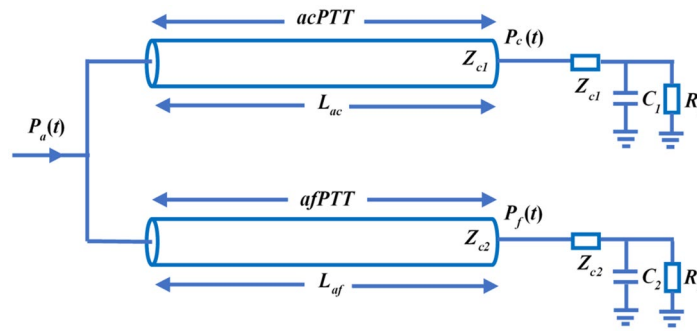 acPTT
P_c(t)
Z_c1
Z_c1
C_1
R
L_ac
P_a(t)
afPTT
P_f(t)
Z_c2
Z_c2
C_2
R
L_af